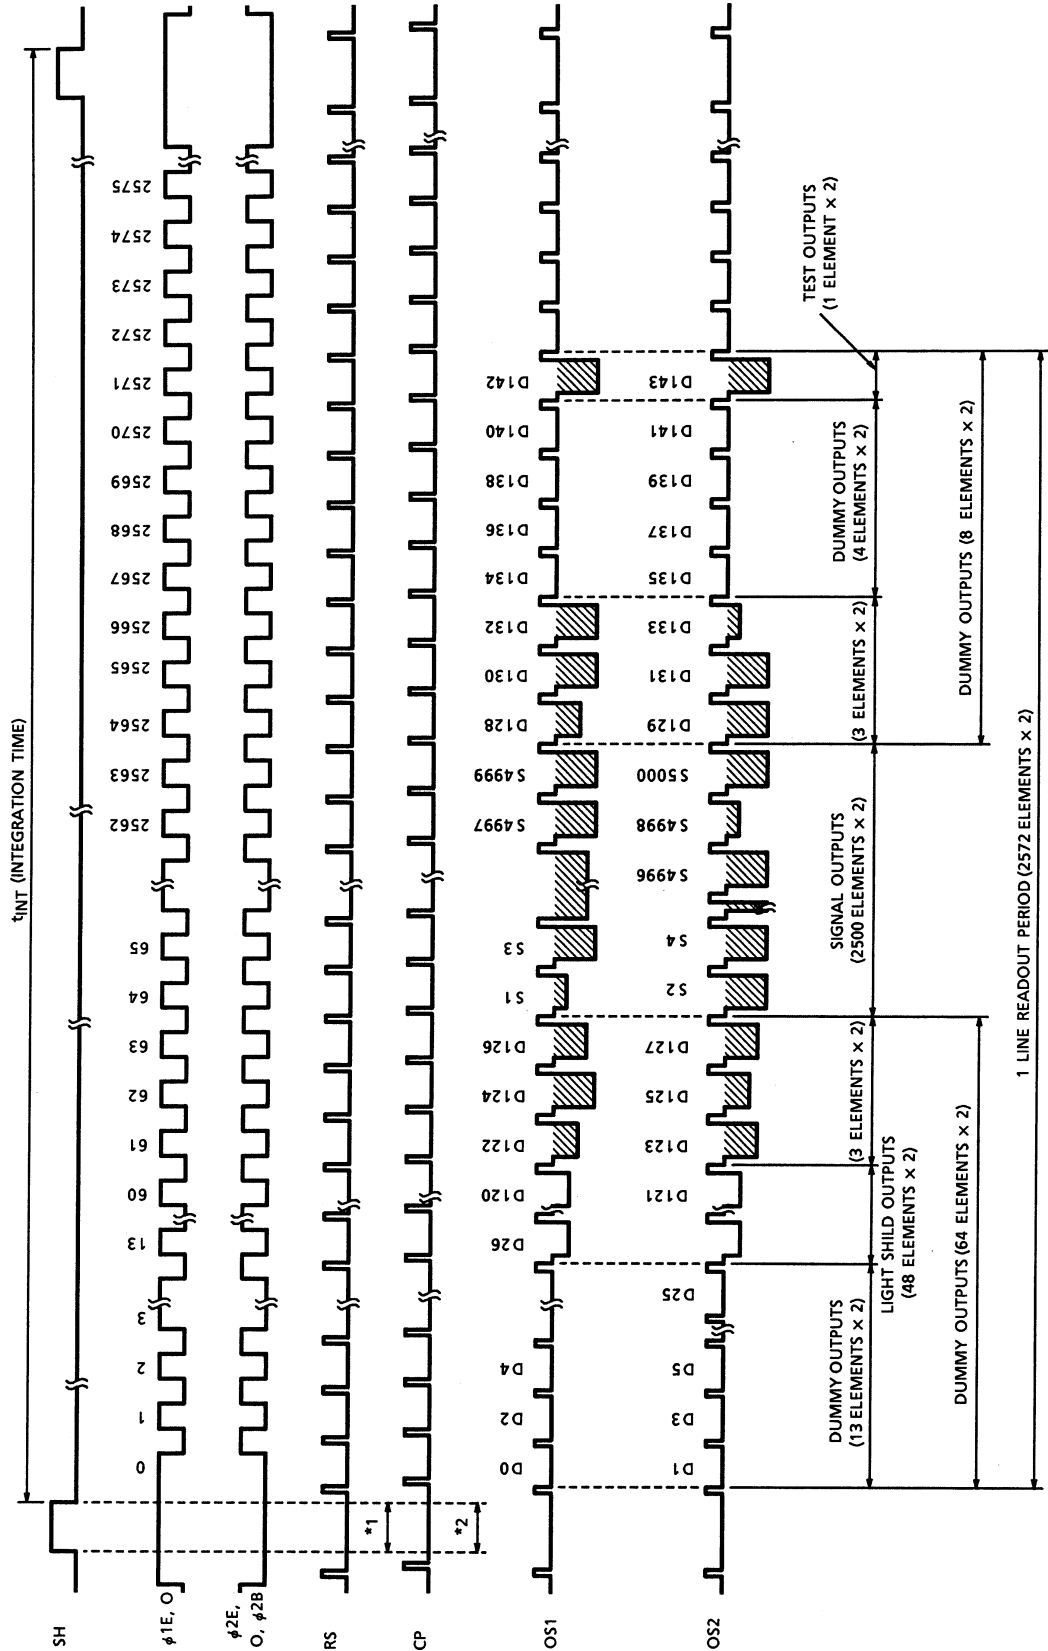 tINT (INTEGRATION TIME)
SH
φ1E, O
0 1 2 3 13 60 61 62 63 64 65 2562 2563 2564 2565 2566 2567 2568 2569 2570 2571 2572 2573 2574 2575
φ2E,
O, φ2B
RS
*1
CP
*2
OS1
D0 D2 D4 D26 D120 D122 D124 D126 S1 S3 S4997 S4999 D128 D130 D132 D134 D136 D138 D140 D142
OS2
D1 D3 D5 D25 D121 D123 D125 D127 S2 S4 S4996 S4998 S5000 D129 D131 D133 D135 D137 D139 D141 D143
DUMMY OUTPUTS
(13 ELEMENTS × 2)
LIGHT SHILD OUTPUTS
(48 ELEMENTS × 2)
(3 ELEMENTS × 2)
SIGNAL OUTPUTS
(2500 ELEMENTS × 2)
(3 ELEMENTS × 2)
DUMMY OUTPUTS
(4 ELEMENTS × 2)
TEST OUTPUTS
(1 ELEMENT × 2)
DUMMY OUTPUTS (64 ELEMENTS × 2)
DUMMY OUTPUTS (8 ELEMENTS × 2)
1 LINE READOUT PERIOD (2572 ELEMENTS × 2)